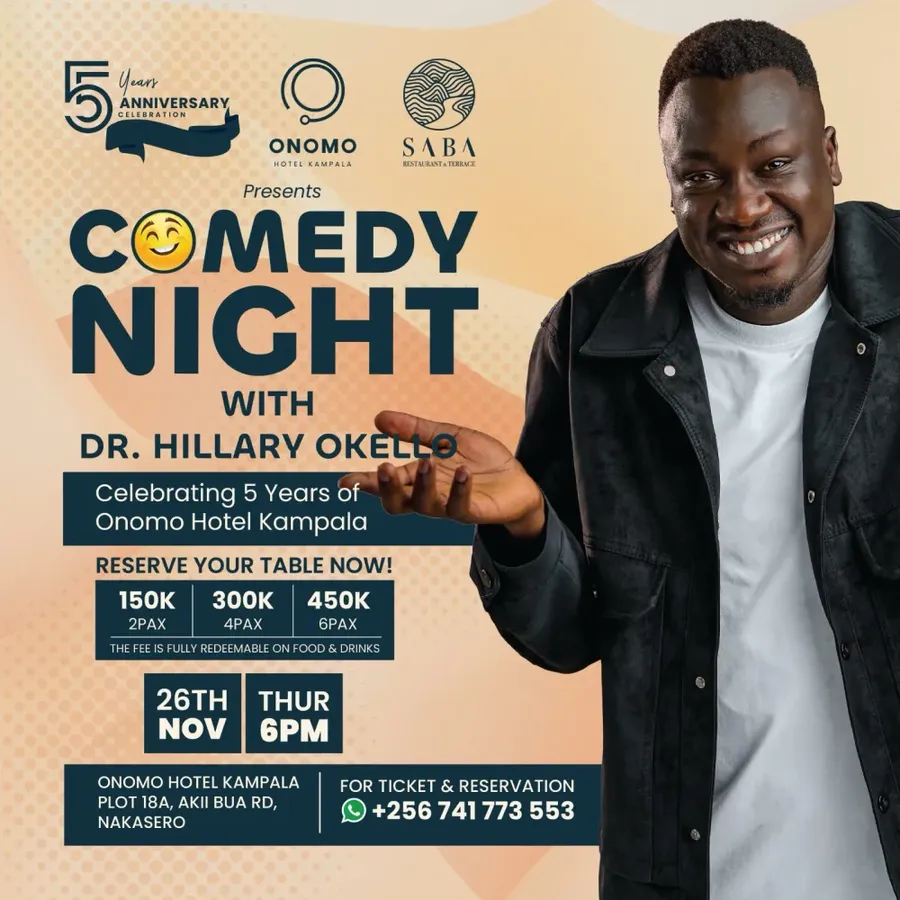 5 Years
ANNIVERSARY
CELEBRATION
ONOMO
HOTEL KAMPALA
SABA
RESTAURANT & TERRACE
Presents
COMEDY
NIGHT
WITH
DR. HILLARY OKELLO
Celebrating 5 Years of
Onomo Hotel Kampala
RESERVE YOUR TABLE NOW!
150K 300K 450K
2PAX 4PAX 6PAX
THE FEE IS FULLY REDEEMABLE ON FOOD & DRINKS
26TH THUR
NOV 6PM
ONOMO HOTEL KAMPALA
PLOT 18A, AKII BUA RD,
NAKASERO
FOR TICKET & RESERVATION
+256 741 773 553